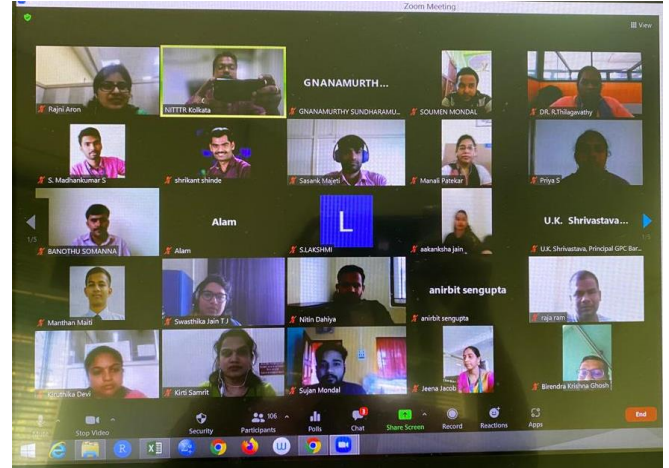 Zoom Meeting
View
Rajni Aron
NITTTR Kolkata
GNANAMURTH...
GNANAMURTHY SUNDHARAMU...
SOUMEN MONDAL
DR. R.Thilagavathy
S. Madhankumar S
shrikant shinde
Sasank Majeti
Manali Patekar
Priya S
1/5
BANOTHU SOMANNA
Alam
Alam
L
S.LAKSHMI
aakanksha jain
U.K. Shrivastava...
U.K. Shrivastava, Principal GPC Bar...
Manthan Maiti
Swasthika Jain T J
Nitin Dahiya
anirbit sengupta
anirbit sengupta
raja ram
Kiruthika Devi
Kirti Samrit
Sujan Mondal
Jeena Jacob
Birendra Krishna Ghosh
Stop Video
Security
106
Participants
Polls
Chat
Share Screen
Record
Reactions
Apps
End